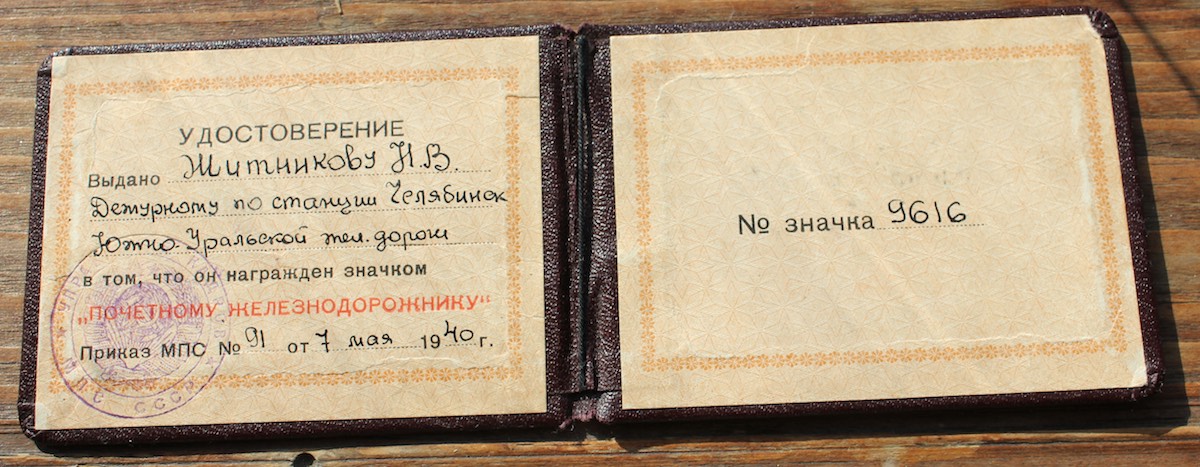 УДОСТОВЕРЕНИЕ
Выдано Житникову Н.В.
Дежурному по станции Челябинск
Южно-Уральской жел. дороги
в том, что он награжден значком
„ПОЧЕТНОМУ ЖЕЛЕЗНОДОРОЖНИКУ“
Приказ МПС № 91 от 7 мая 1940 г.
СССР
№ значка 9616